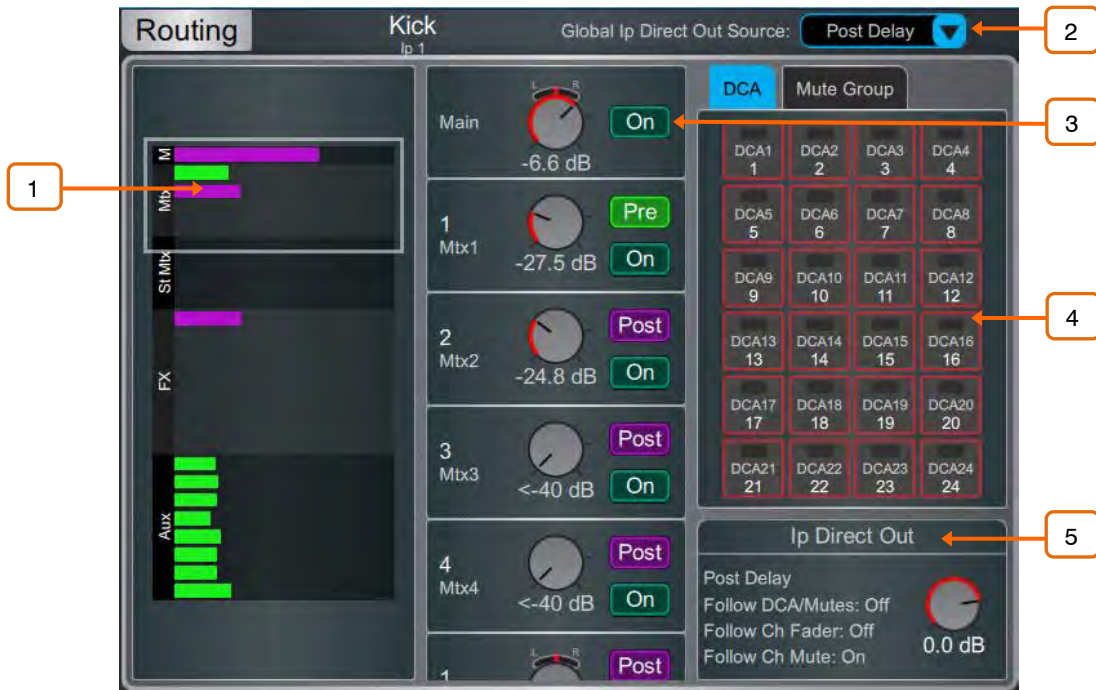 Routing
Kick
Ip 1
Global Ip Direct Out Source:
Post Delay
2
1
M
Mtx
St Mtx
FX
Aux
L R
Main
On
-6.6 dB
1
Mtx1
Pre
-27.5 dB
On
2
Mtx2
Post
-24.8 dB
On
3
Mtx3
Post
<-40 dB
On
4
Mtx4
Post
<-40 dB
On
L R
1
Post
DCA
Mute Group
3
DCA1 DCA2 DCA3 DCA4
1 2 3 4
DCA5 DCA6 DCA7 DCA8
5 6 7 8
DCA9 DCA10 DCA11 DCA12
9 10 11 12
DCA13 DCA14 DCA15 DCA16
13 14 15 16
4
DCA17 DCA18 DCA19 DCA20
17 18 19 20
DCA21 DCA22 DCA23 DCA24
21 22 23 24
Ip Direct Out
5
Post Delay
Follow DCA/Mutes: Off
Follow Ch Fader: Off
Follow Ch Mute: On
0.0 dB